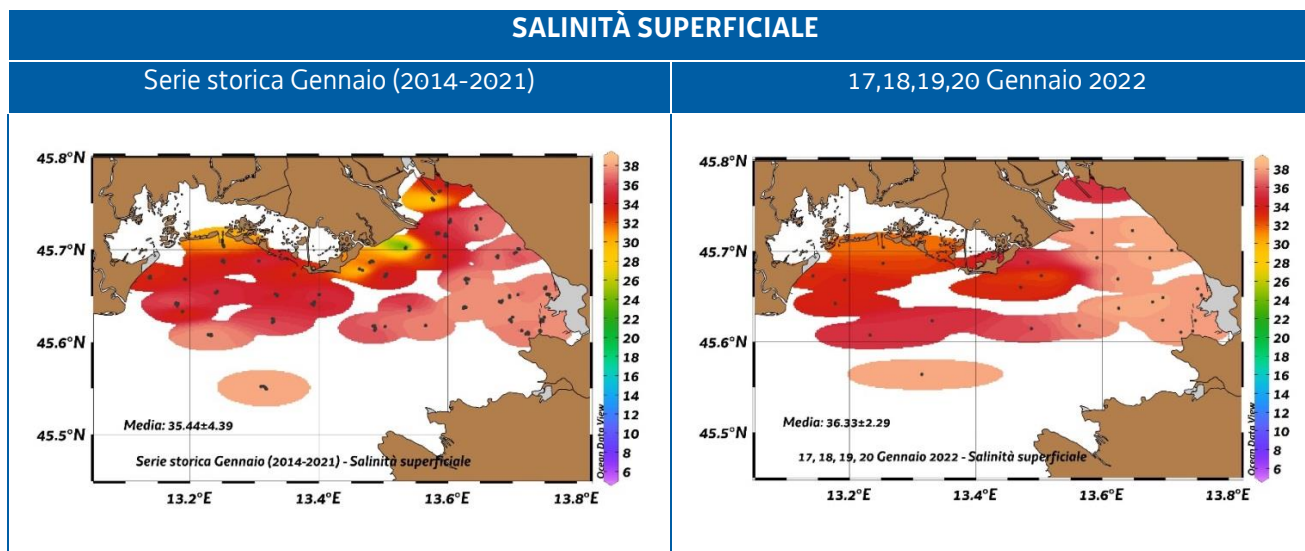 SALINITÀ SUPERFICIALE
Serie storica Gennaio (2014-2021)
17,18,19,20 Gennaio 2022
45.8°N
45.7°N
45.6°N
45.5°N
13.2°E
13.4°E
13.6°E
13.8°E
38
36
34
32
30
28
26
24
22
20
18
16
14
12
10
8
6
Ocean Data View
Media: 35.44±4.39
Serie storica Gennaio (2014-2021) - Salinità superficiale
45.8°N
45.7°N
45.6°N
45.5°N
13.2°E
13.4°E
13.6°E
13.8°E
38
36
34
32
30
28
26
24
22
20
18
16
14
12
10
8
6
Ocean Data View
Media: 36.33±2.29
17, 18, 19, 20 Gennaio 2022 - Salinità superficiale